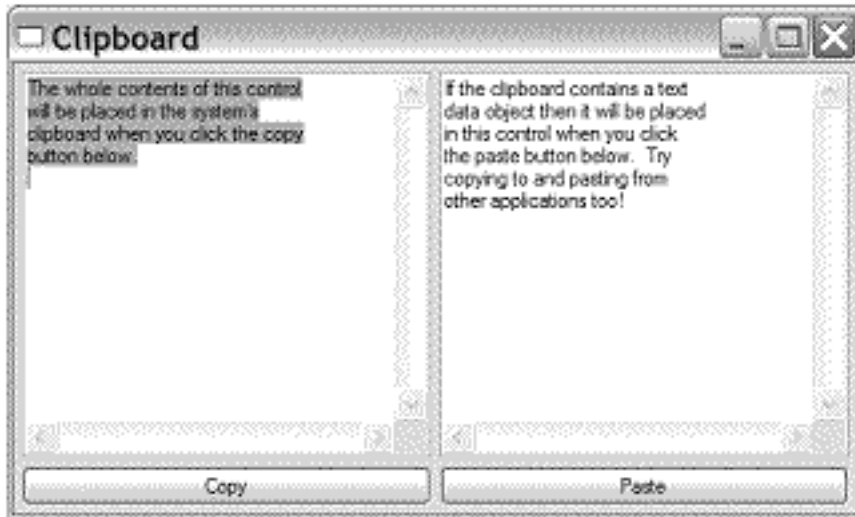 Clipboard
The whole contents of this control
will be placed in the system's
clipboard when you click the copy
button below.
If the clipboard contains a text
data object then it will be placed
in this control when you click
the paste button below.  Try
copying to and pasting from
other applications too!
Copy
Paste